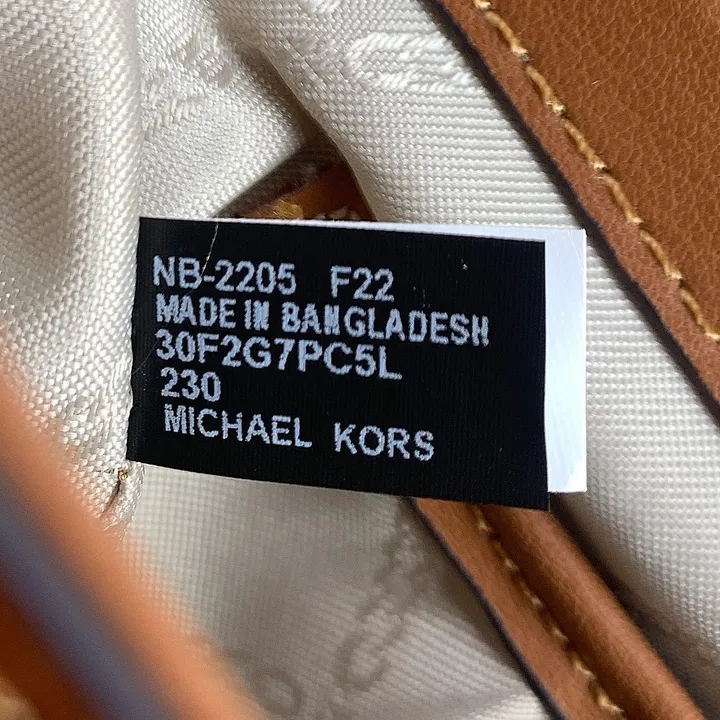 NB-2205 F22
MADE IN BANGLADESH
30F2G7PC5L
230
MICHAEL KORS